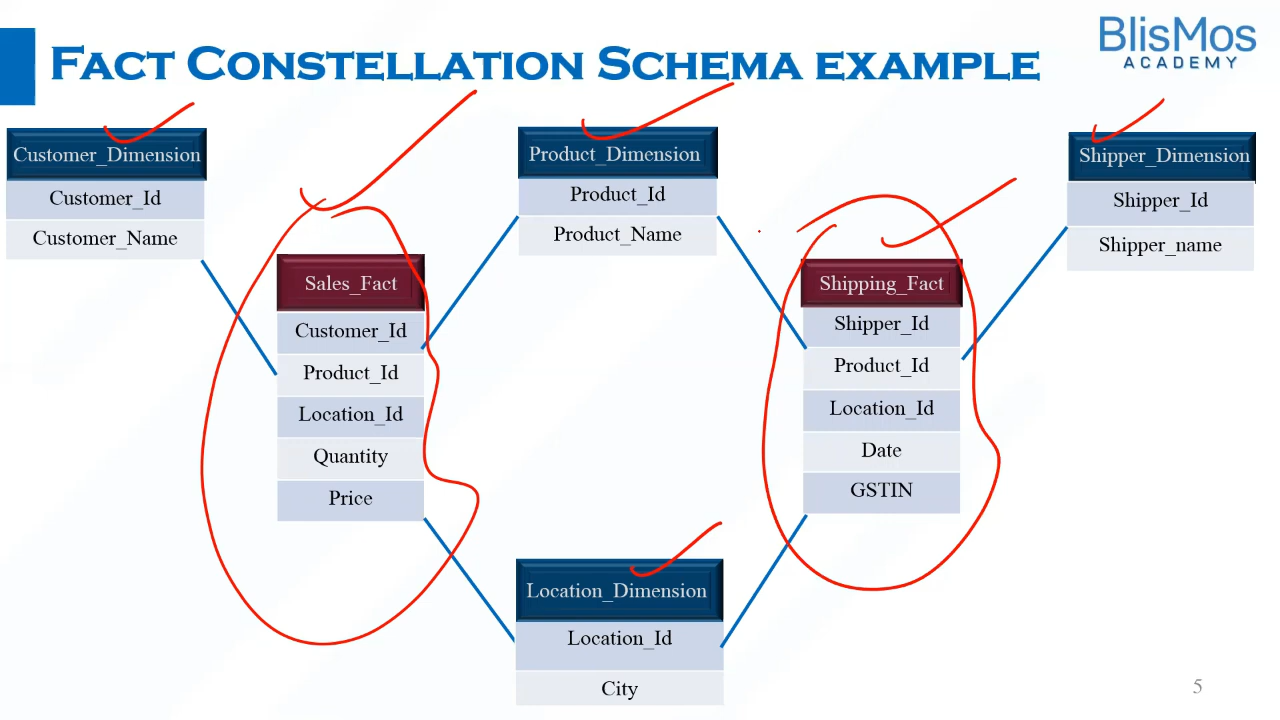 FACT CONSTELLATION SCHEMA EXAMPLE
BlisMos
ACADEMY
Customer_Dimension
Customer_Id
Customer_Name
Sales_Fact
Customer_Id
Product_Id
Location_Id
Quantity
Price
Product_Dimension
Product_Id
Product_Name
Location_Dimension
Location_Id
City
Shipping_Fact
Shipper_Id
Product_Id
Location_Id
Date
GSTIN
Shipper_Dimension
Shipper_Id
Shipper_name
5